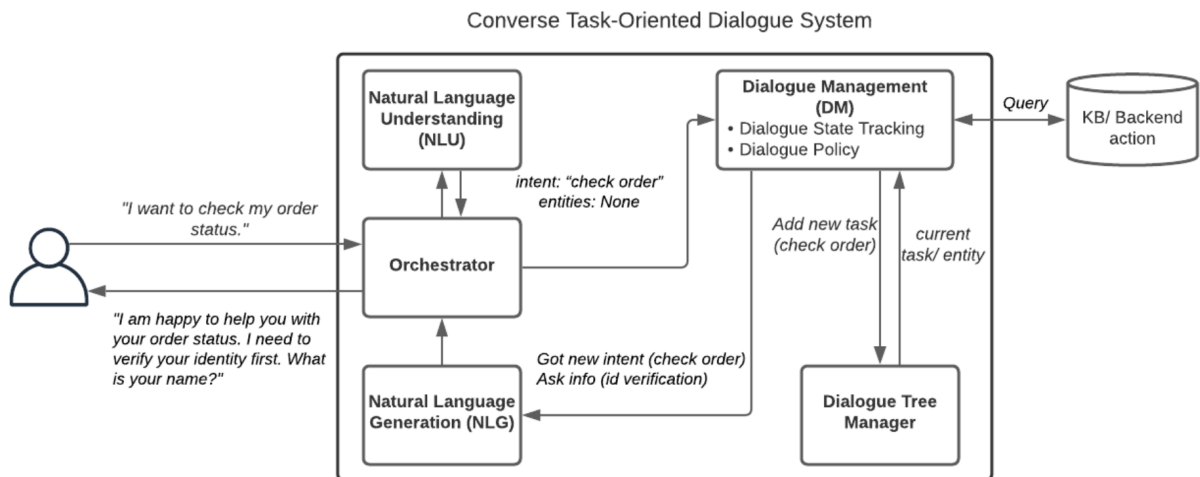 Converse Task-Oriented Dialogue System
Natural Language
Understanding
(NLU)
Dialogue Management
(DM)
• Dialogue State Tracking
• Dialogue Policy
Query
KB/ Backend
action
intent: “check order”
entities: None
"I want to check my order
status."
Orchestrator
Add new task
(check order)
current
task/ entity
"I am happy to help you with
your order status. I need to
verify your identity first. What
is your name?"
Got new intent (check order)
Ask info (id verification)
Natural Language
Generation (NLG)
Dialogue Tree
Manager